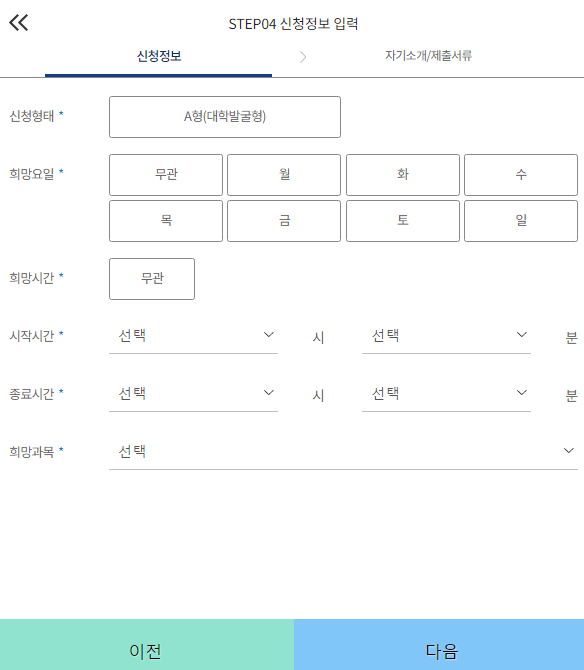 STEP04 신청정보 입력
신청정보
자기소개/제출서류
신청형태 *
A형(대학발굴형)
희망요일 *
무관 월 화 수
목 금 토 일
희망시간 *
무관
시작시간 * 선택 시 선택 분
종료시간 * 선택 시 선택 분
희망과목 * 선택
이전 다음